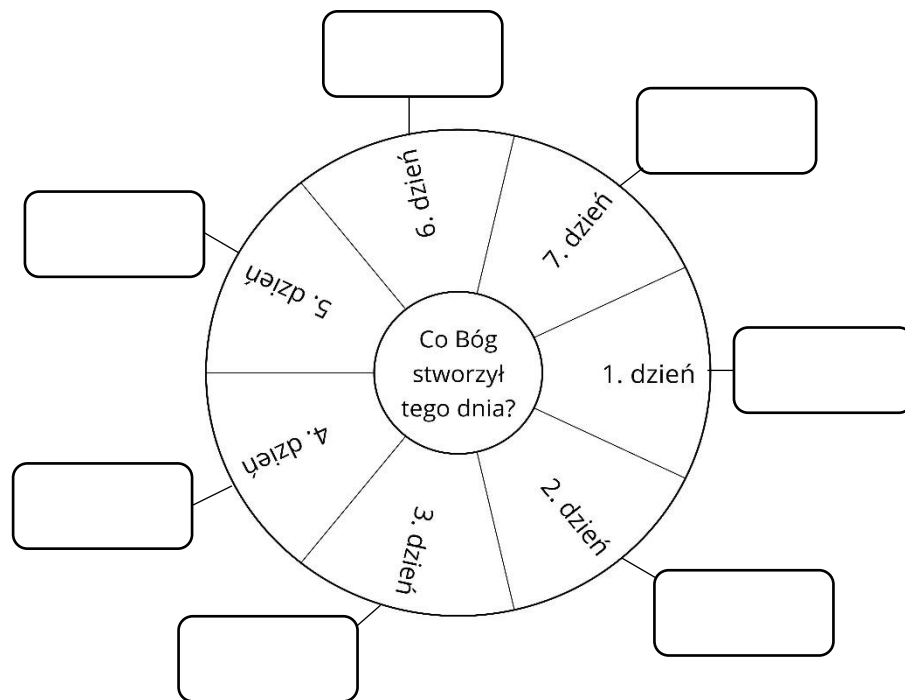 Co Bóg
stworzył
tego dnia?
1. dzień
2. dzień
3. dzień
4. dzień
5. dzień
6. dzień
7. dzień